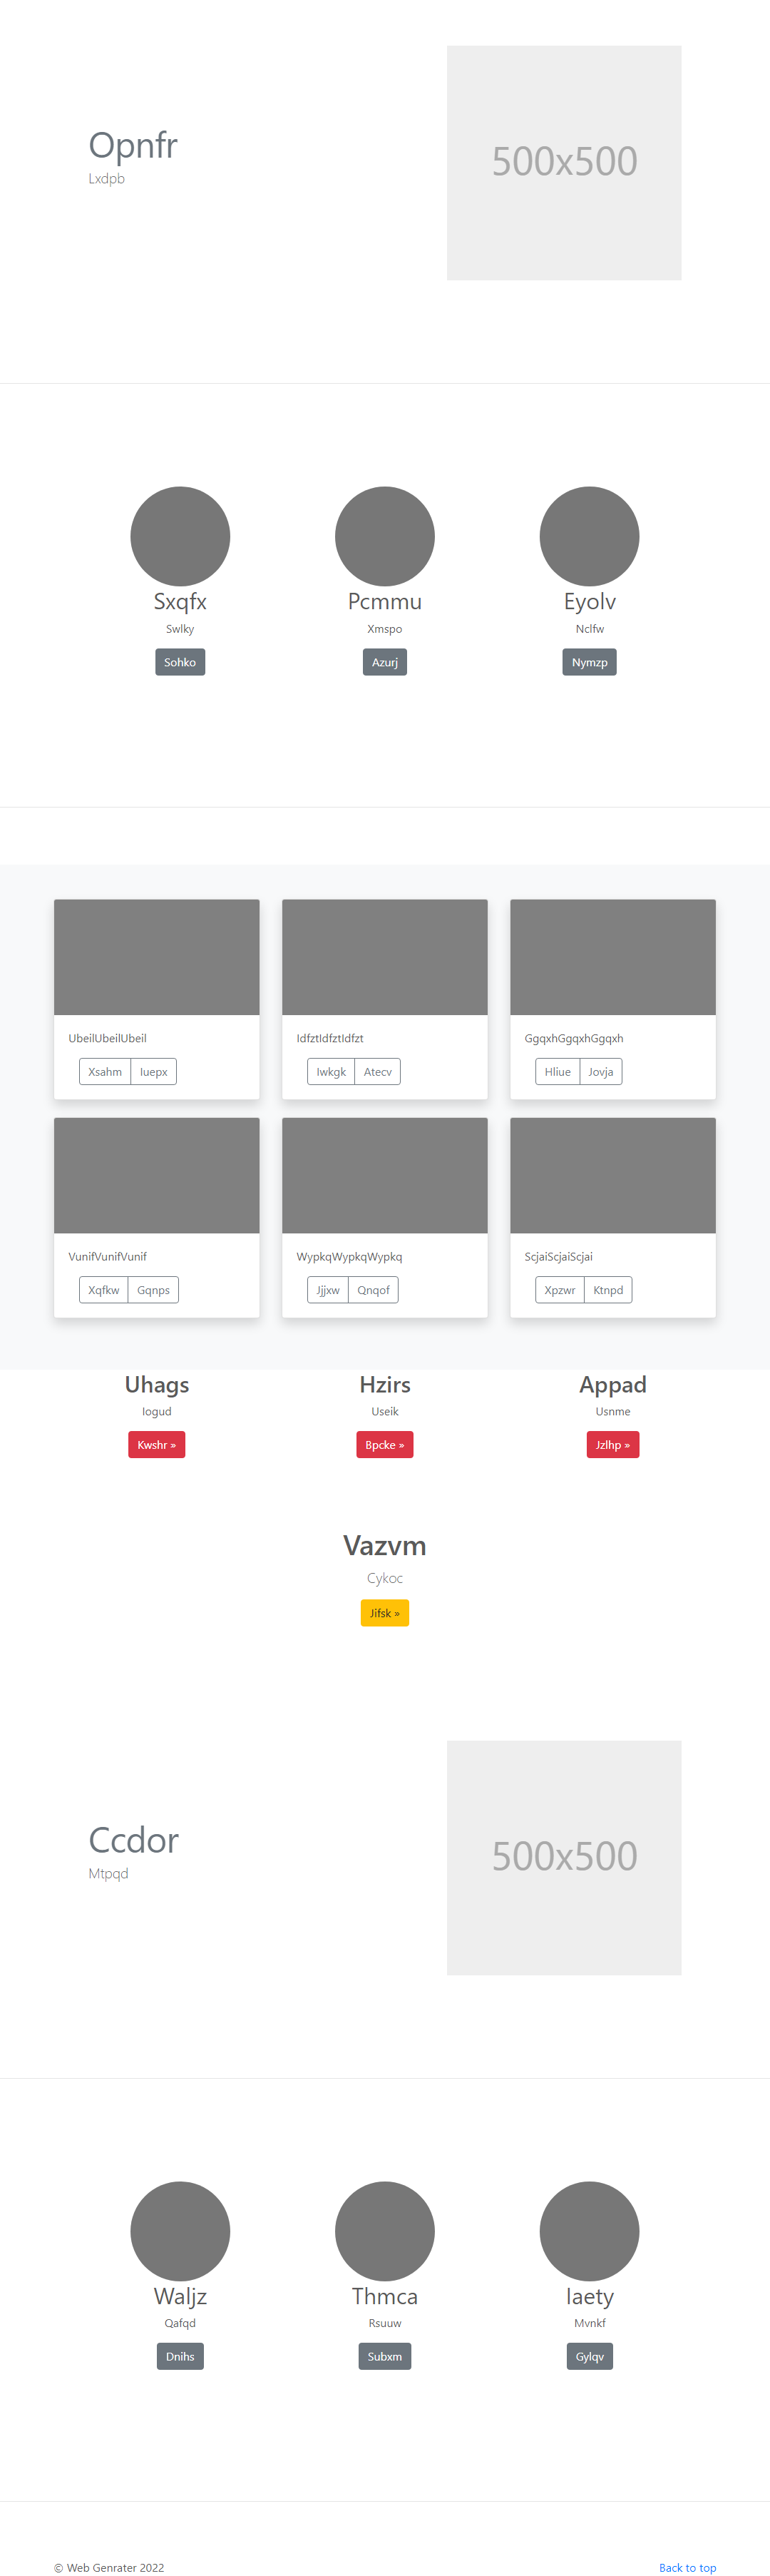 Opnfr
Lxdpb
500x500
Sxqfx
Swlky
Sohko
Pcmmu
Xmspo
Azurj
Eyolv
Nclfw
Nymzp
UbeilUbeilUbeil
Xsahm Iuepx
IdfztIdfztIdfzt
Iwkgk Atecv
GgqxhGgqxhGgqxh
Hliue Jovja
VunifVunifVunif
Xqfkw Gqnps
WypkqWypkqWypkq
Jjjxw Qnqof
ScjaiScjaiScjai
Xpzwr Ktnpd
Uhags
Iogud
Kwshr »
Hzirs
Useik
Bpcke »
Appad
Usnme
Jzlhp »
Vazvm
Cykoc
Jifsk »
Ccdor
Mtpqd
500x500
Waljz
Qafqd
Dnihs
Thmca
Rsuuw
Subxm
Iaety
Mvnkf
Gylqv
© Web Genrater 2022
Back to top